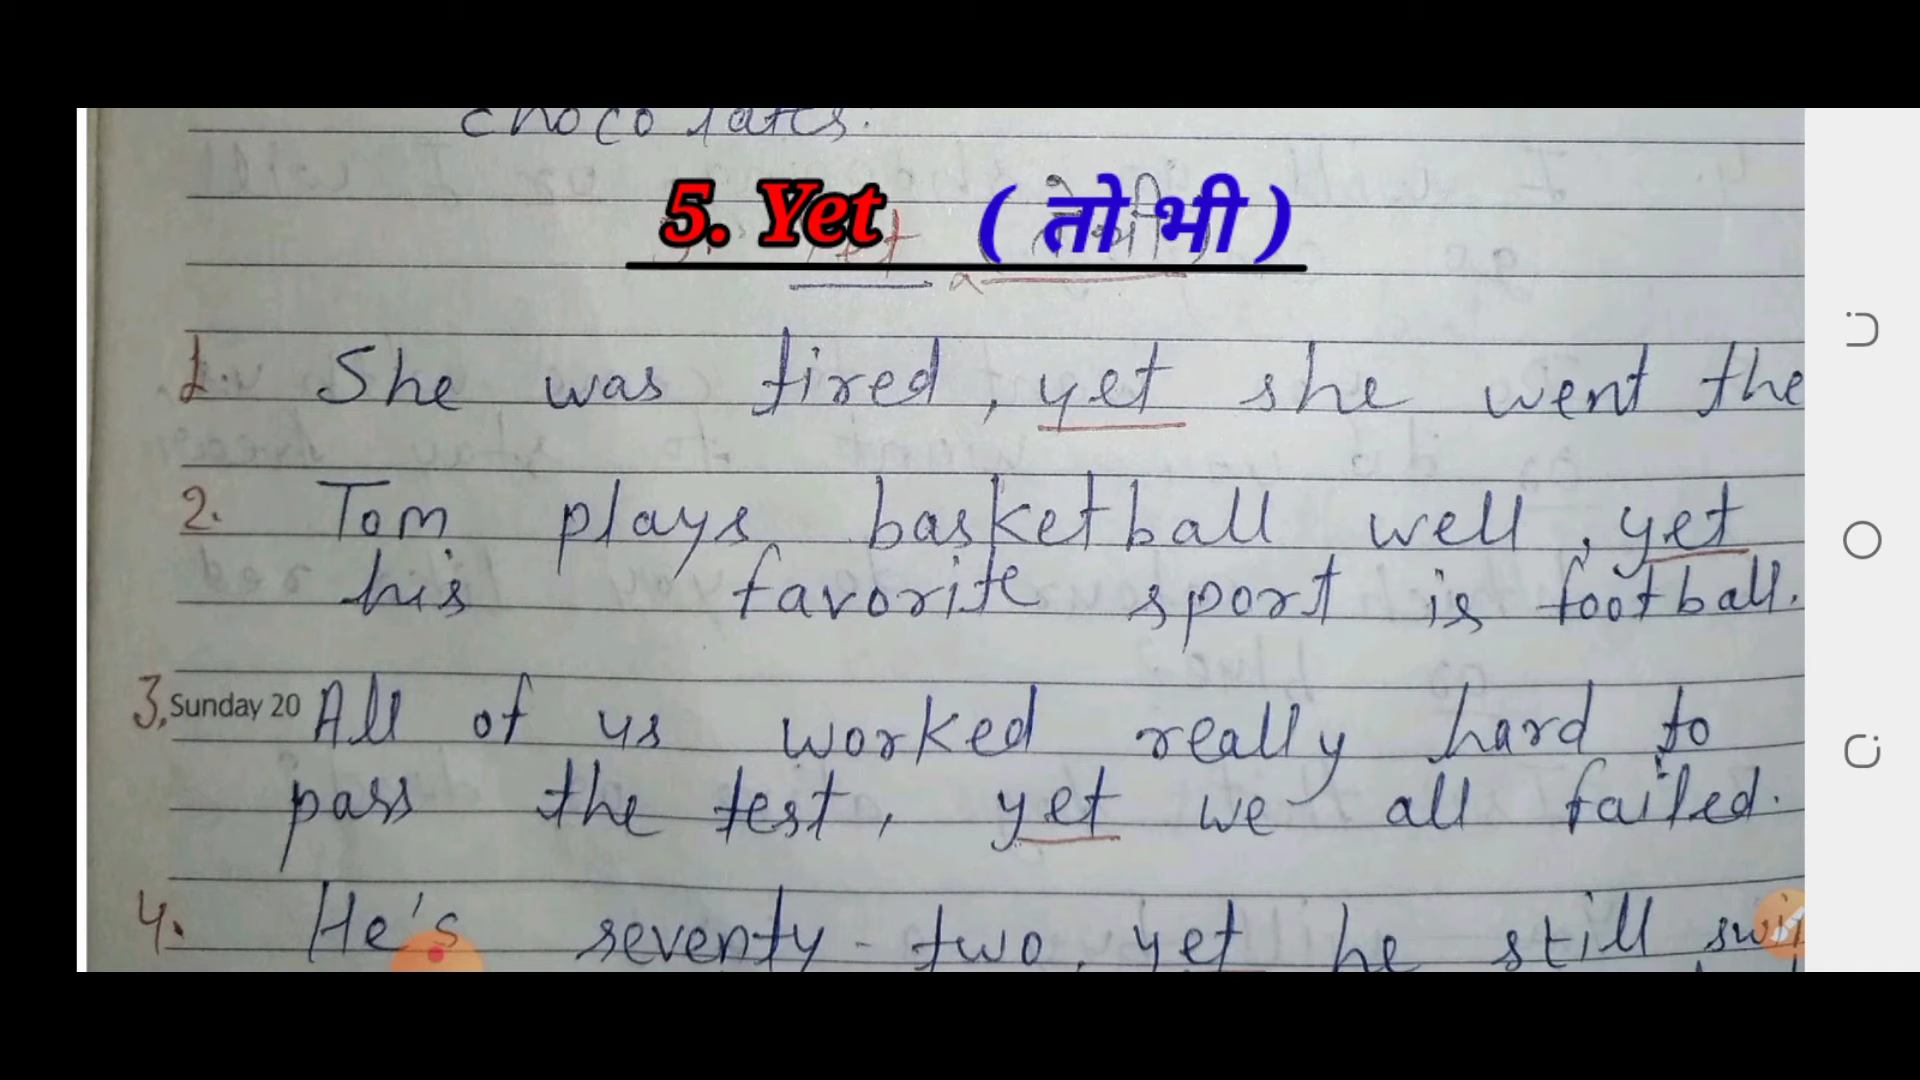 chocolates.
5. Yet ( तो भी )
1. She was tired, yet she went the
2. Tom plays basketball well, yet
his favorite sport is football.
3. Sunday 20 All of us worked really hard to
pass the test, yet we all failed.
4. He's seventy-two, yet he still